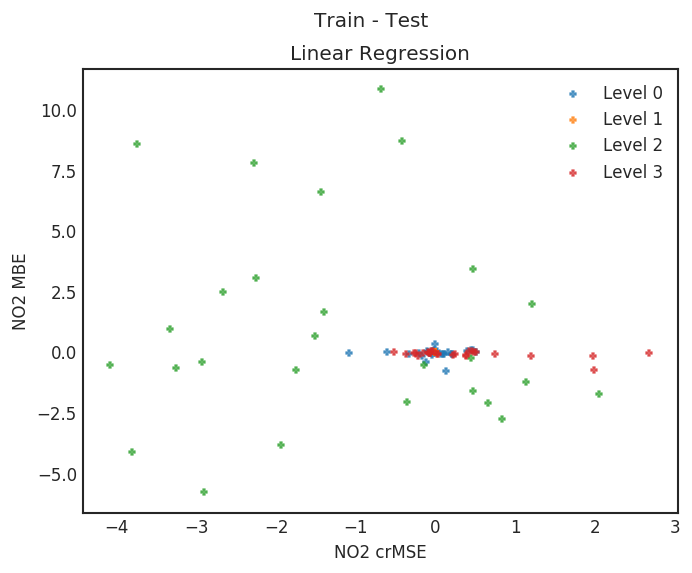 Train - Test
Linear Regression
Level 0
Level 1
Level 2
Level 3
10.0
7.5
5.0
2.5
0.0
−2.5
−5.0
NO2 MBE
−4
−3
−2
−1
0
1
2
3
NO2 crMSE